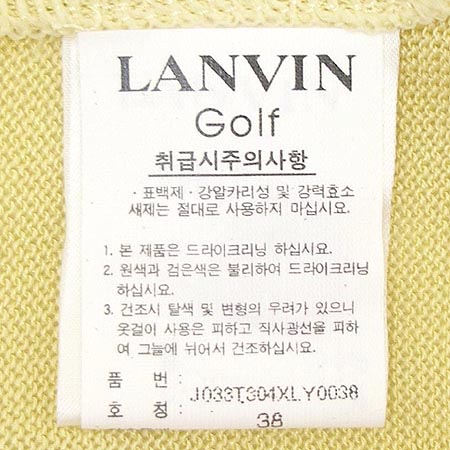 LANVIN
Golf
취급시주의사항
· 표백제 · 강알카리성 및 강력효소
세제는 절대로 사용하지 마십시요.
1. 본 제품은 드라이크리닝 하십시요.
2. 원색과 검은색은 분리하여 드라이크리닝
하십시요.
3. 건조시 탈색 및 변형의 우려가 있으니
옷걸이 사용은 피하고 직사광선을 피하
여 그늘에 뉘어서 건조하십시요.
품 번 : J033T304XLY0038
호 칭 : 38